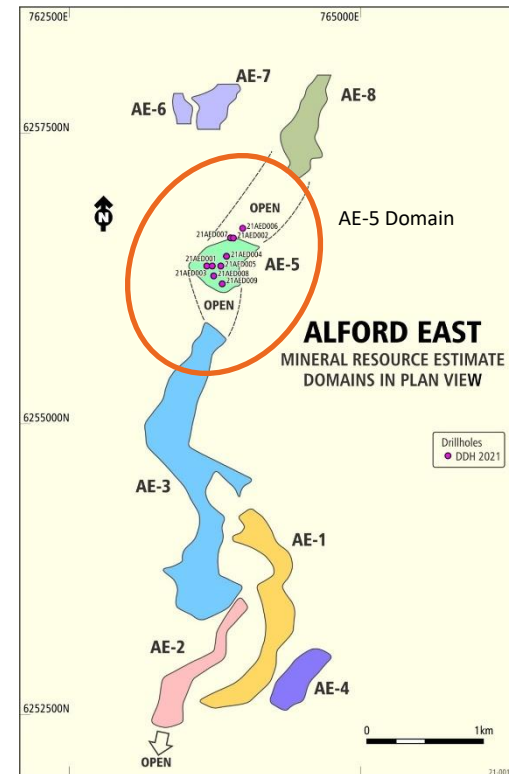 762500E
765000E
6257500N
AE-7
AE-6
AE-8
N
OPEN
21AED006
21AED007
21AED002
AE-5 Domain
21AED004
AE-5
21AED001
21AED005
21AED003
21AED008
21AED009
OPEN
ALFORD EAST
MINERAL RESOURCE ESTIMATE
DOMAINS IN PLAN VIEW
6255000N
Drillholes
DDH 2021
AE-3
AE-1
AE-2
AE-4
6252500N
0 1km
OPEN